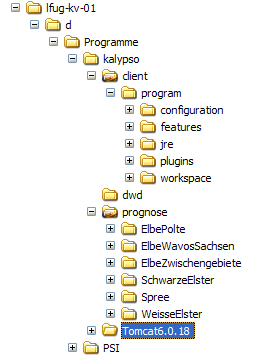 lfug-kv-01
d
Programme
kalypso
client
program
configuration
features
jre
plugins
workspace
dwd
prognose
ElbePolte
ElbeWavosSachsen
ElbeZwischengebiete
SchwarzeElster
Spree
WeisseElster
Tomcat6.0.18
PSI